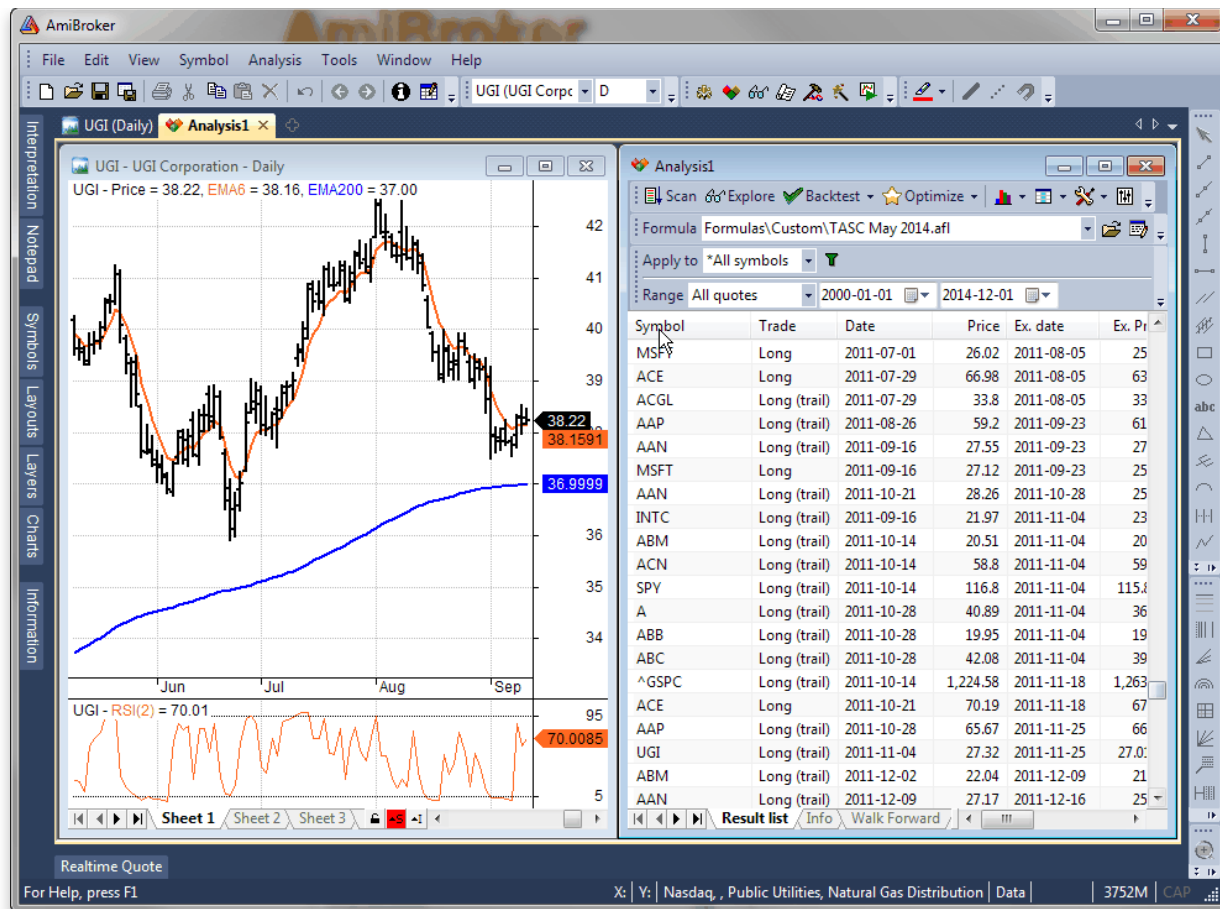 AmiBroker
AmiBroker
File Edit View Symbol Analysis Tools Window Help
UGI (UGI Corpc D
UGI (Daily) Analysis1
Interpretation
Notepad
Symbols
Layouts
Layers
Charts
Information
UGI - UGI Corporation - Daily
UGI - Price = 38.22, EMA6 = 38.16, EMA200 = 37.00
42
41
40
39
38.22
38.1591
36.9999
36
35
34
Jun Jul Aug Sep
UGI - RSI(2) = 70.01
95
70.0085
5
Sheet 1 Sheet 2 Sheet 3 S I
Analysis1
Scan Explore Backtest Optimize
Formula Formulas\Custom\TASC May 2014.afl
Apply to *All symbols
Range All quotes 2000-01-01 2014-12-01
Symbol Trade Date Price Ex. date Ex. Pr
MSFT Long 2011-07-01 26.02 2011-08-05 25
ACE Long 2011-07-29 66.98 2011-08-05 63
ACGL Long (trail) 2011-07-29 33.8 2011-08-05 33
AAP Long (trail) 2011-08-26 59.2 2011-09-23 61
AAN Long (trail) 2011-09-16 27.55 2011-09-23 27
MSFT Long 2011-09-16 27.12 2011-09-23 25
AAN Long (trail) 2011-10-21 28.26 2011-10-28 25
INTC Long (trail) 2011-09-16 21.97 2011-11-04 23
ABM Long (trail) 2011-10-14 20.51 2011-11-04 20
ACN Long (trail) 2011-10-14 58.8 2011-11-04 59
SPY Long (trail) 2011-10-14 116.8 2011-11-04 115.8
A Long (trail) 2011-10-28 40.89 2011-11-04 36
ABB Long (trail) 2011-10-28 19.95 2011-11-04 19
ABC Long (trail) 2011-10-28 42.08 2011-11-04 39
^GSPC Long (trail) 2011-10-14 1,224.58 2011-11-18 1,263
ACE Long 2011-10-21 70.19 2011-11-18 67
AAP Long (trail) 2011-10-28 65.67 2011-11-25 66
UGI Long (trail) 2011-11-04 27.32 2011-11-25 27.01
ABM Long (trail) 2011-12-02 22.04 2011-12-09 21
AAN Long (trail) 2011-12-09 27.17 2011-12-16 25
Result list Info Walk Forward
abc
Realtime Quote
For Help, press F1 X: Y: Nasdaq, , Public Utilities, Natural Gas Distribution Data 3752M CAP